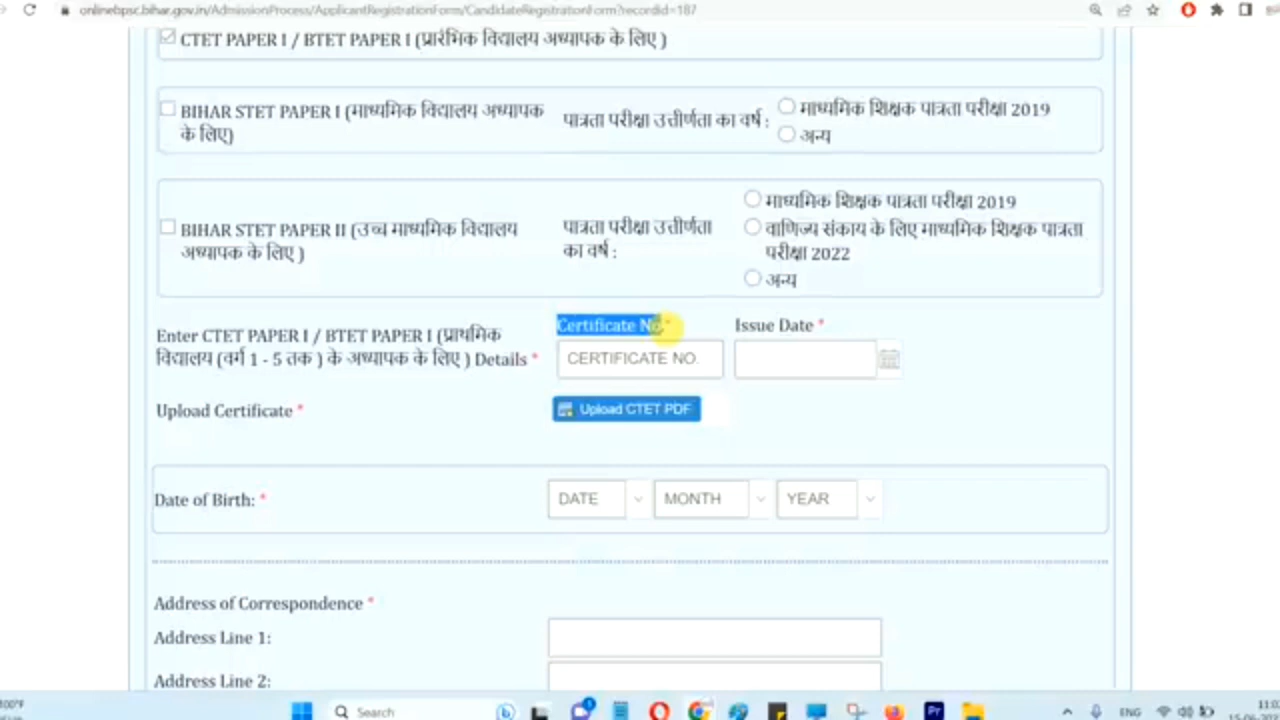 onlinebpsc.bihar.gov.in/AdmissionProcess/ApplicantRegistrationForm/CandidateRegistrationForm?recordId=187
CTET PAPER I / BTET PAPER I (प्रारंभिक विद्यालय अध्यापक के लिए )
BIHAR STET PAPER I (माध्यमिक विद्यालय अध्यापक
के लिए)
पात्रता परीक्षा उत्तीर्णता का वर्ष :
माध्यमिक शिक्षक पात्रता परीक्षा 2019
अन्य
BIHAR STET PAPER II (उच्च माध्यमिक विद्यालय
अध्यापक के लिए )
पात्रता परीक्षा उत्तीर्णता
का वर्ष :
माध्यमिक शिक्षक पात्रता परीक्षा 2019
वाणिज्य संकाय के लिए माध्यमिक शिक्षक पात्रता
परीक्षा 2022
अन्य
Enter CTET PAPER I / BTET PAPER I (प्राथमिक
विद्यालय (वर्ग 1 - 5 तक ) के अध्यापक के लिए ) Details *
Certificate No. *
CERTIFICATE NO.
Issue Date *
Upload Certificate *
Upload CTET PDF
Date of Birth: *
DATE
MONTH
YEAR
Address of Correspondence *
Address Line 1:
Address Line 2:
Search
Pr
ENG